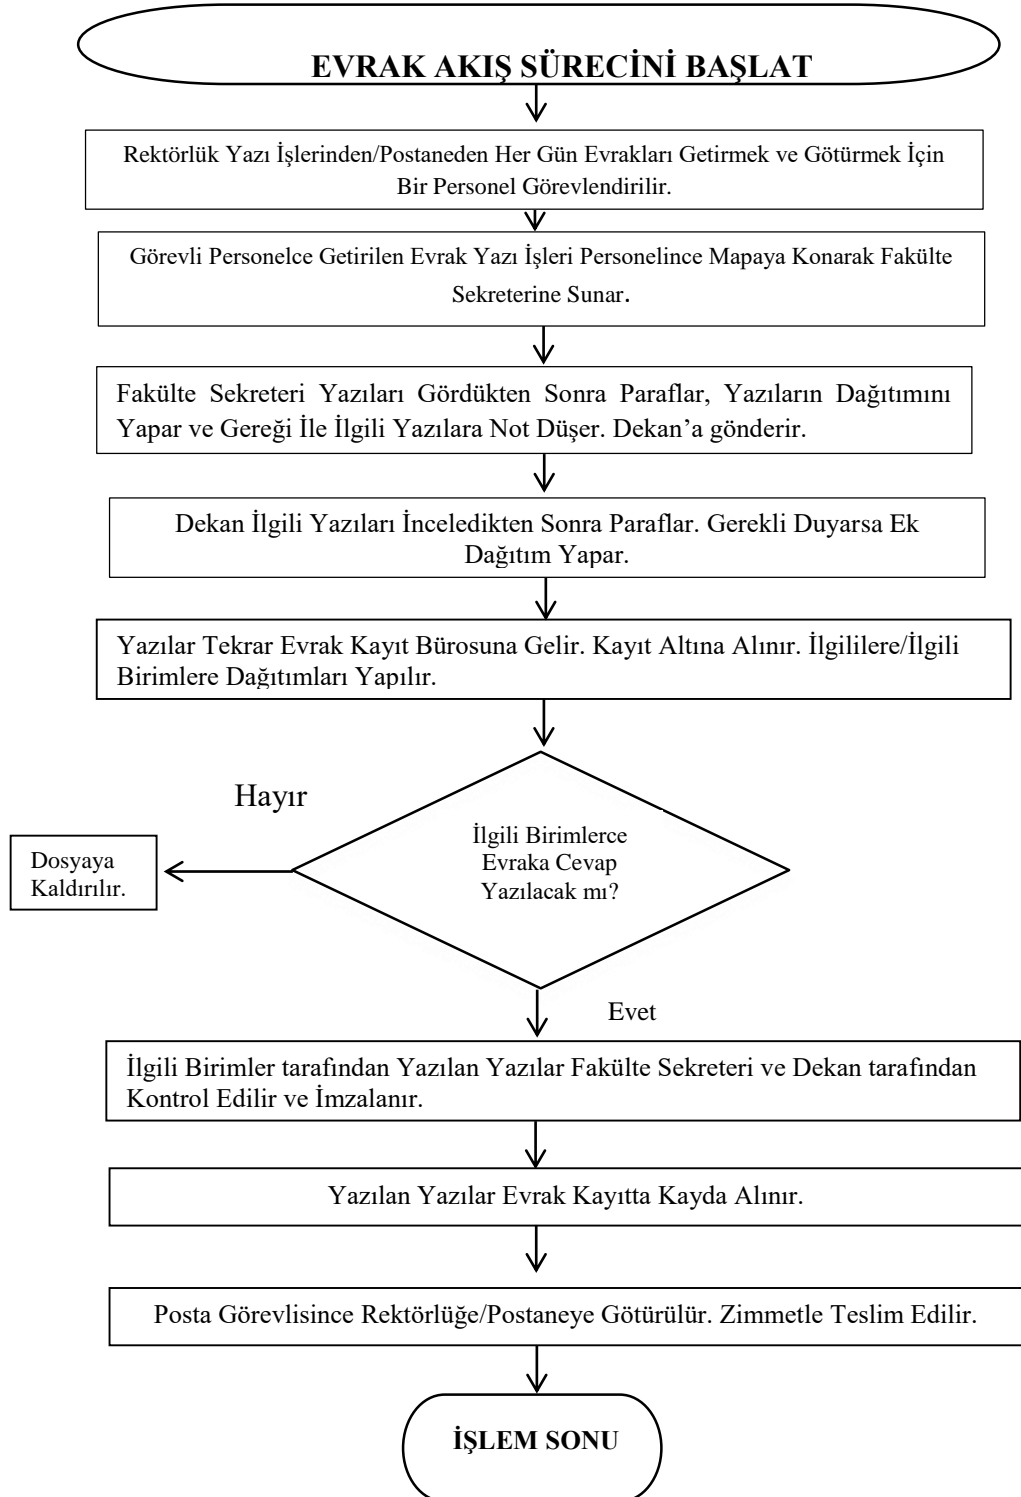 EVRAK AKIŞ SÜRECİNİ BAŞLAT
Rektörlük Yazı İşlerinden/Postaneden Her Gün Evrakları Getirmek ve Götürmek İçin
Bir Personel Görevlendirilir.
Görevli Personelce Getirilen Evrak Yazı İşleri Personelince Mapaya Konarak Fakülte
Sekreterine Sunar.
Fakülte Sekreteri Yazıları Gördükten Sonra Paraflar, Yazıların Dağıtımını
Yapar ve Gereği İle İlgili Yazılara Not Düşer. Dekan’a gönderir.
Dekan İlgili Yazıları İnceledikten Sonra Paraflar. Gerekli Duyarsa Ek
Dağıtım Yapar.
Yazılar Tekrar Evrak Kayıt Bürosuna Gelir. Kayıt Altına Alınır. İlgililere/İlgili
Birimlere Dağıtımları Yapılır.
Hayır
İlgili Birimlerce
Evraka Cevap
Yazılacak mı?
Dosyaya
Kaldırılır.
Evet
İlgili Birimler tarafından Yazılan Yazılar Fakülte Sekreteri ve Dekan tarafından
Kontrol Edilir ve İmzalanır.
Yazılan Yazılar Evrak Kayıtta Kayda Alınır.
Posta Görevlisince Rektörlüğe/Postaneye Götürülür. Zimmetle Teslim Edilir.
İŞLEM SONU